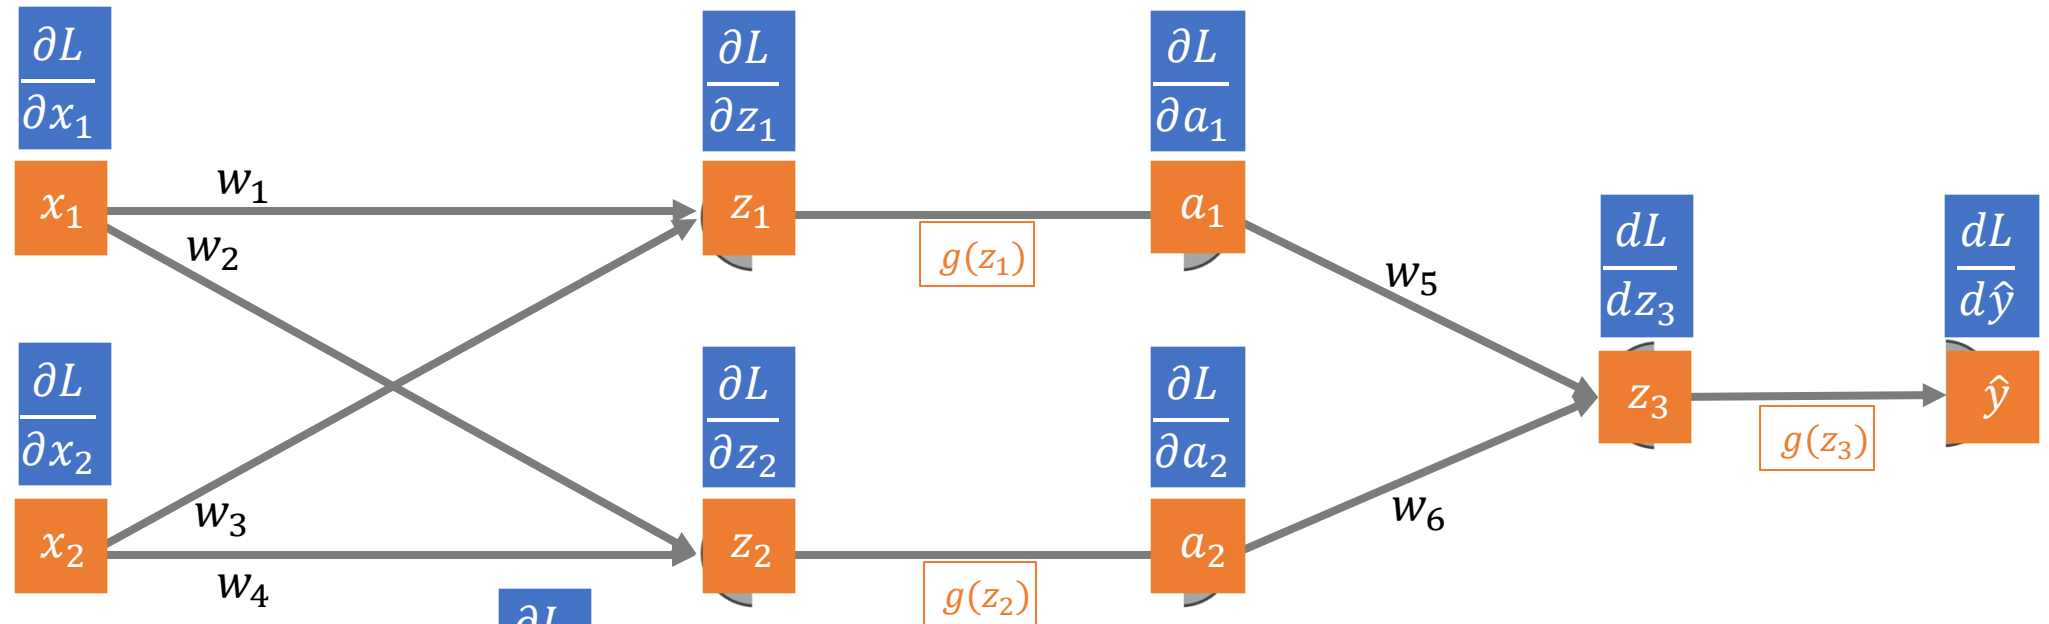 ∂L
∂x₁
∂L
∂z₁
∂L
∂a₁
x₁
w₁
z₁
g(z₁)
a₁
w₂
w₅
dL
dz₃
dL
dŷ
∂L
∂x₂
∂L
∂z₂
∂L
∂a₂
z₃
g(z₃)
ŷ
x₂
w₃
w₄
z₂
g(z₂)
a₂
w₆
∂L